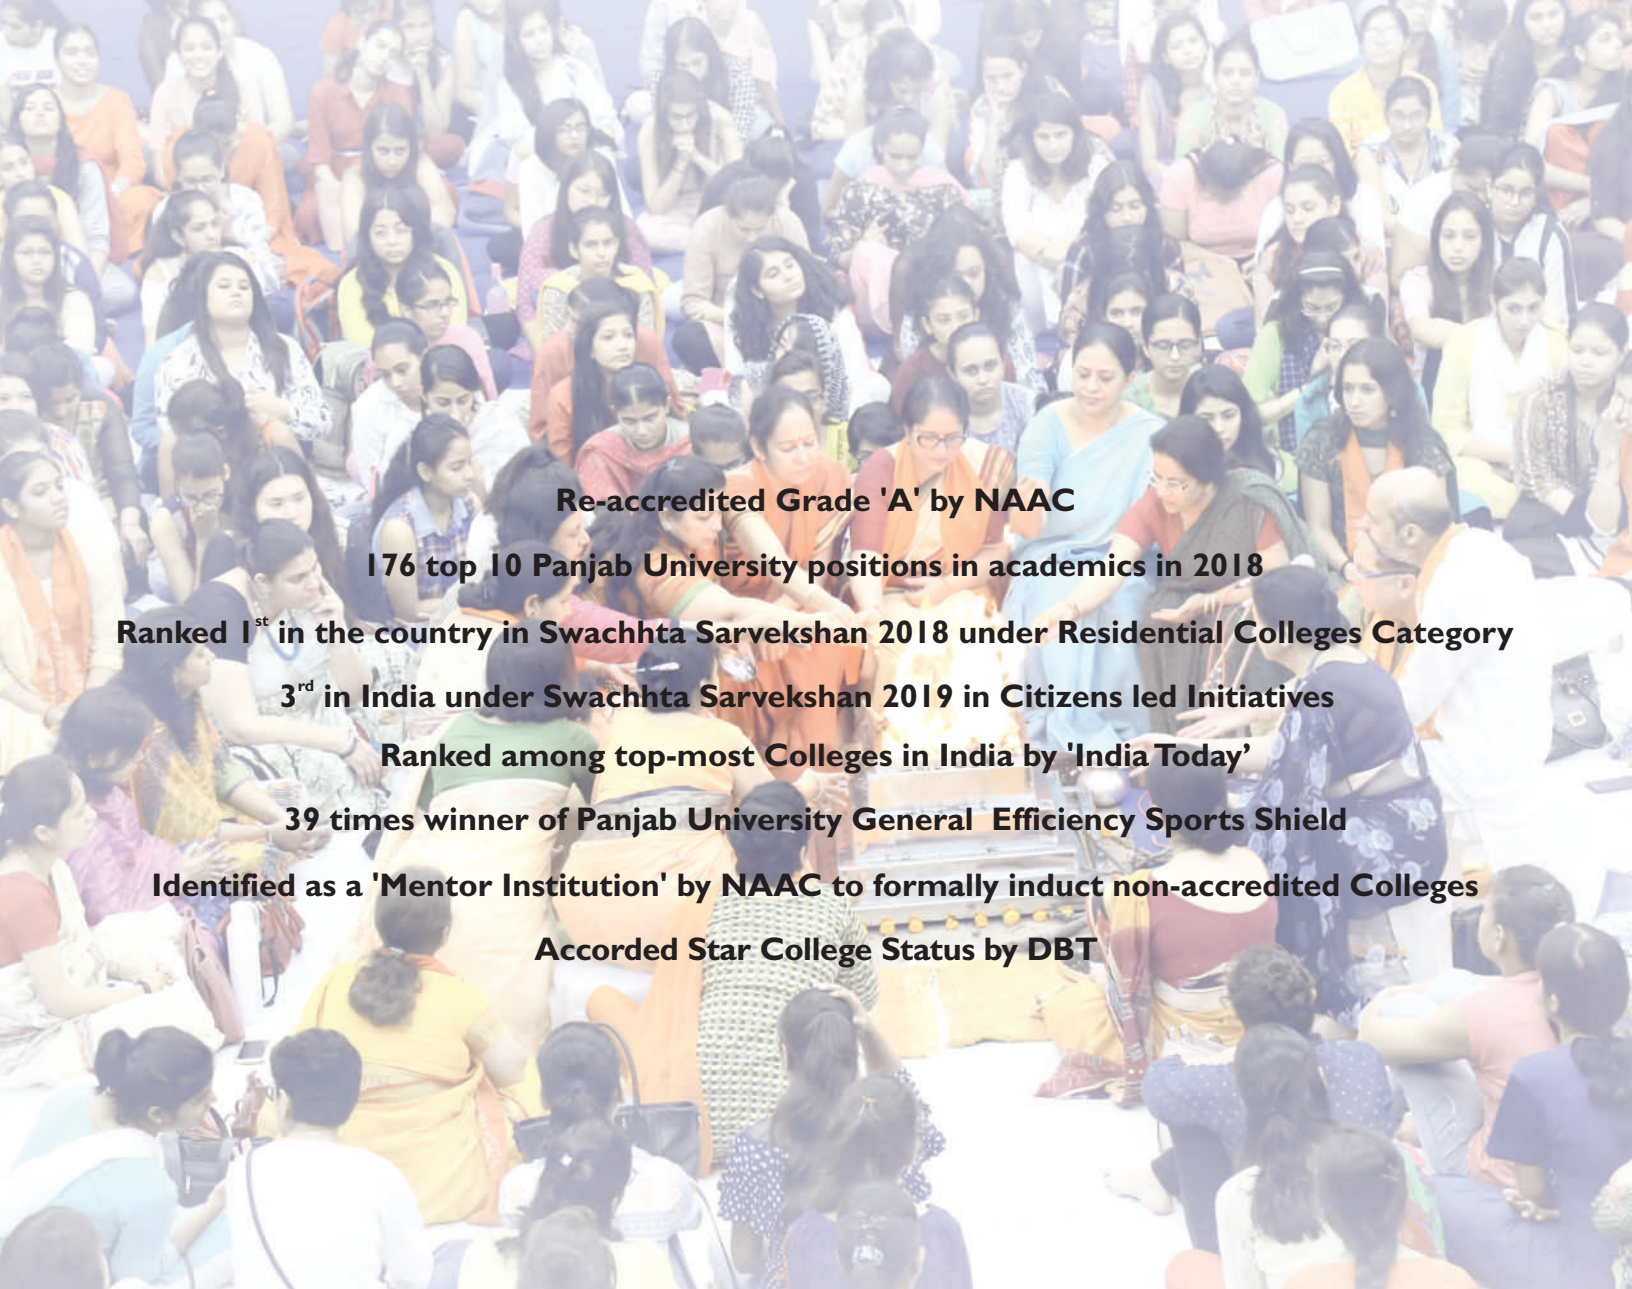 Re-accredited Grade 'A' by NAAC
176 top 10 Panjab University positions in academics in 2018
Ranked 1st in the country in Swachhta Sarvekshan 2018 under Residential Colleges Category
3rd in India under Swachhta Sarvekshan 2019 in Citizens led Initiatives
Ranked among top-most Colleges in India by 'India Today’
39 times winner of Panjab University General Efficiency Sports Shield
Identified as a 'Mentor Institution' by NAAC to formally induct non-accredited Colleges
Accorded Star College Status by DBT